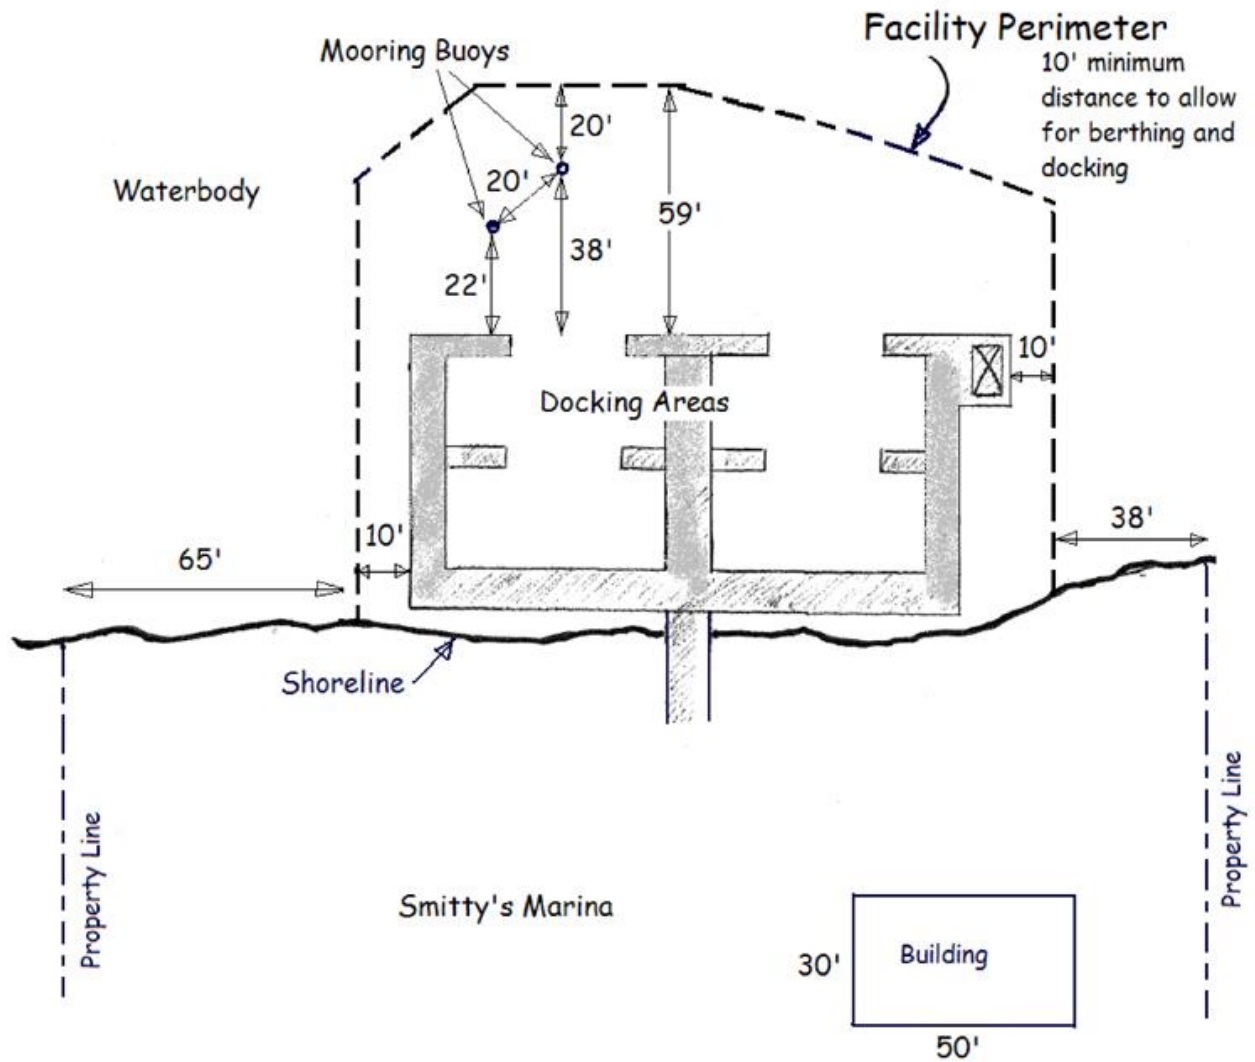 Facility Perimeter
10' minimum
distance to allow
for berthing and
docking
Mooring Buoys
20'
Waterbody
20'
59'
38'
22'
10'
Docking Areas
38'
10'
65'
Shoreline
Property Line
Property Line
Smitty's Marina
Building
30'
50'